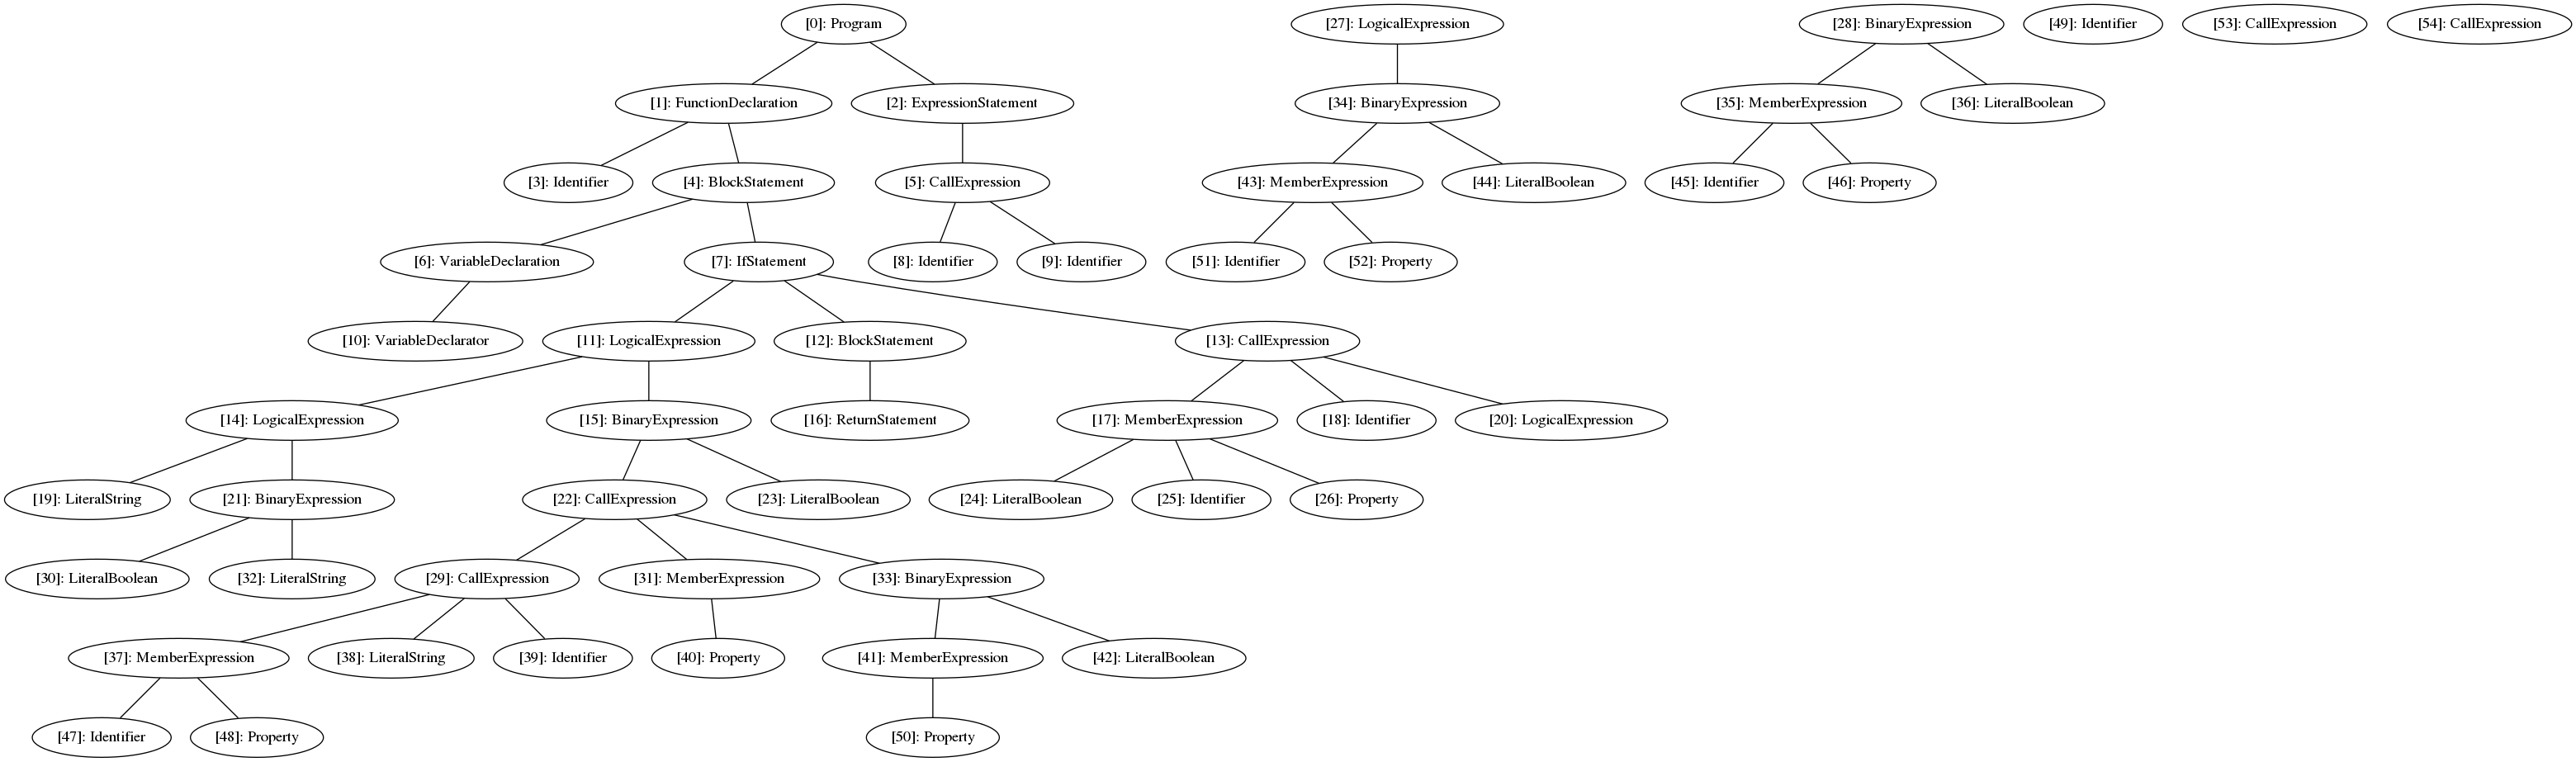 [0]: Program
[27]: LogicalExpression
[28]: BinaryExpression
[49]: Identifier
[53]: CallExpression
[54]: CallExpression
[1]: FunctionDeclaration
[2]: ExpressionStatement
[34]: BinaryExpression
[35]: MemberExpression
[36]: LiteralBoolean
[3]: Identifier
[4]: BlockStatement
[5]: CallExpression
[43]: MemberExpression
[44]: LiteralBoolean
[45]: Identifier
[46]: Property
[6]: VariableDeclaration
[7]: IfStatement
[8]: Identifier
[9]: Identifier
[51]: Identifier
[52]: Property
[10]: VariableDeclarator
[11]: LogicalExpression
[12]: BlockStatement
[13]: CallExpression
[14]: LogicalExpression
[15]: BinaryExpression
[16]: ReturnStatement
[17]: MemberExpression
[18]: Identifier
[20]: LogicalExpression
[19]: LiteralString
[21]: BinaryExpression
[22]: CallExpression
[23]: LiteralBoolean
[24]: LiteralBoolean
[25]: Identifier
[26]: Property
[30]: LiteralBoolean
[32]: LiteralString
[29]: CallExpression
[31]: MemberExpression
[33]: BinaryExpression
[37]: MemberExpression
[38]: LiteralString
[39]: Identifier
[40]: Property
[41]: MemberExpression
[42]: LiteralBoolean
[47]: Identifier
[48]: Property
[50]: Property